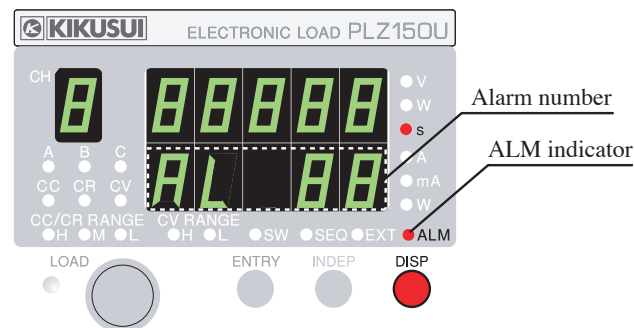 KIKUSUI ELECTRONIC LOAD PLZ150U
CH 8 88888 V
W
s
Alarm number
A B C AL 88 A
CC CR CV mA
W
ALM indicator
CC/CR RANGE CV RANGE
H M L H L SW SEQ EXT ALM
LOAD ENTRY INDEP DISP